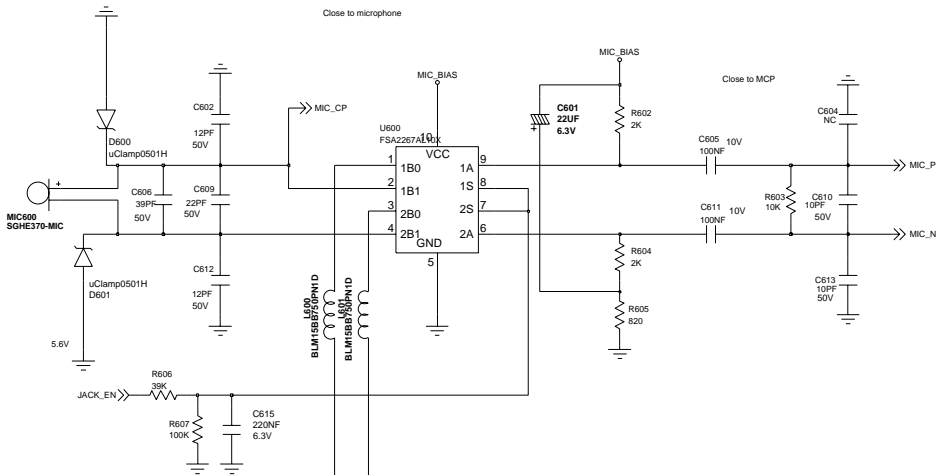 Close to microphone
MIC_BIAS
MIC_BIAS
Close to MCP
C602
12PF
50V
MIC_CP
C601
22UF
6.3V
+
R602
2K
C604
NC
D600
uClamp0501H
U600
FSA2267AL10X
10
VCC
C605
10V
100NF
1
1B0
1A
9
MIC_P
2
1B1
1S
8
+
C606
39PF
50V
C609
22PF
50V
3
2B0
2S
7
R603
10K
C610
10PF
50V
MIC600
SGHE370-MIC
C611
10V
100NF
4
2B1
2A
6
MIC_N
GND
5
R604
2K
uClamp0501H
D601
C612
12PF
50V
C613
10PF
50V
L600
BLM15BB750PN1D
L601
BLM15BB750PN1D
R605
820
5.6V
R606
39K
JACK_EN
R607
100K
C615
220NF
6.3V